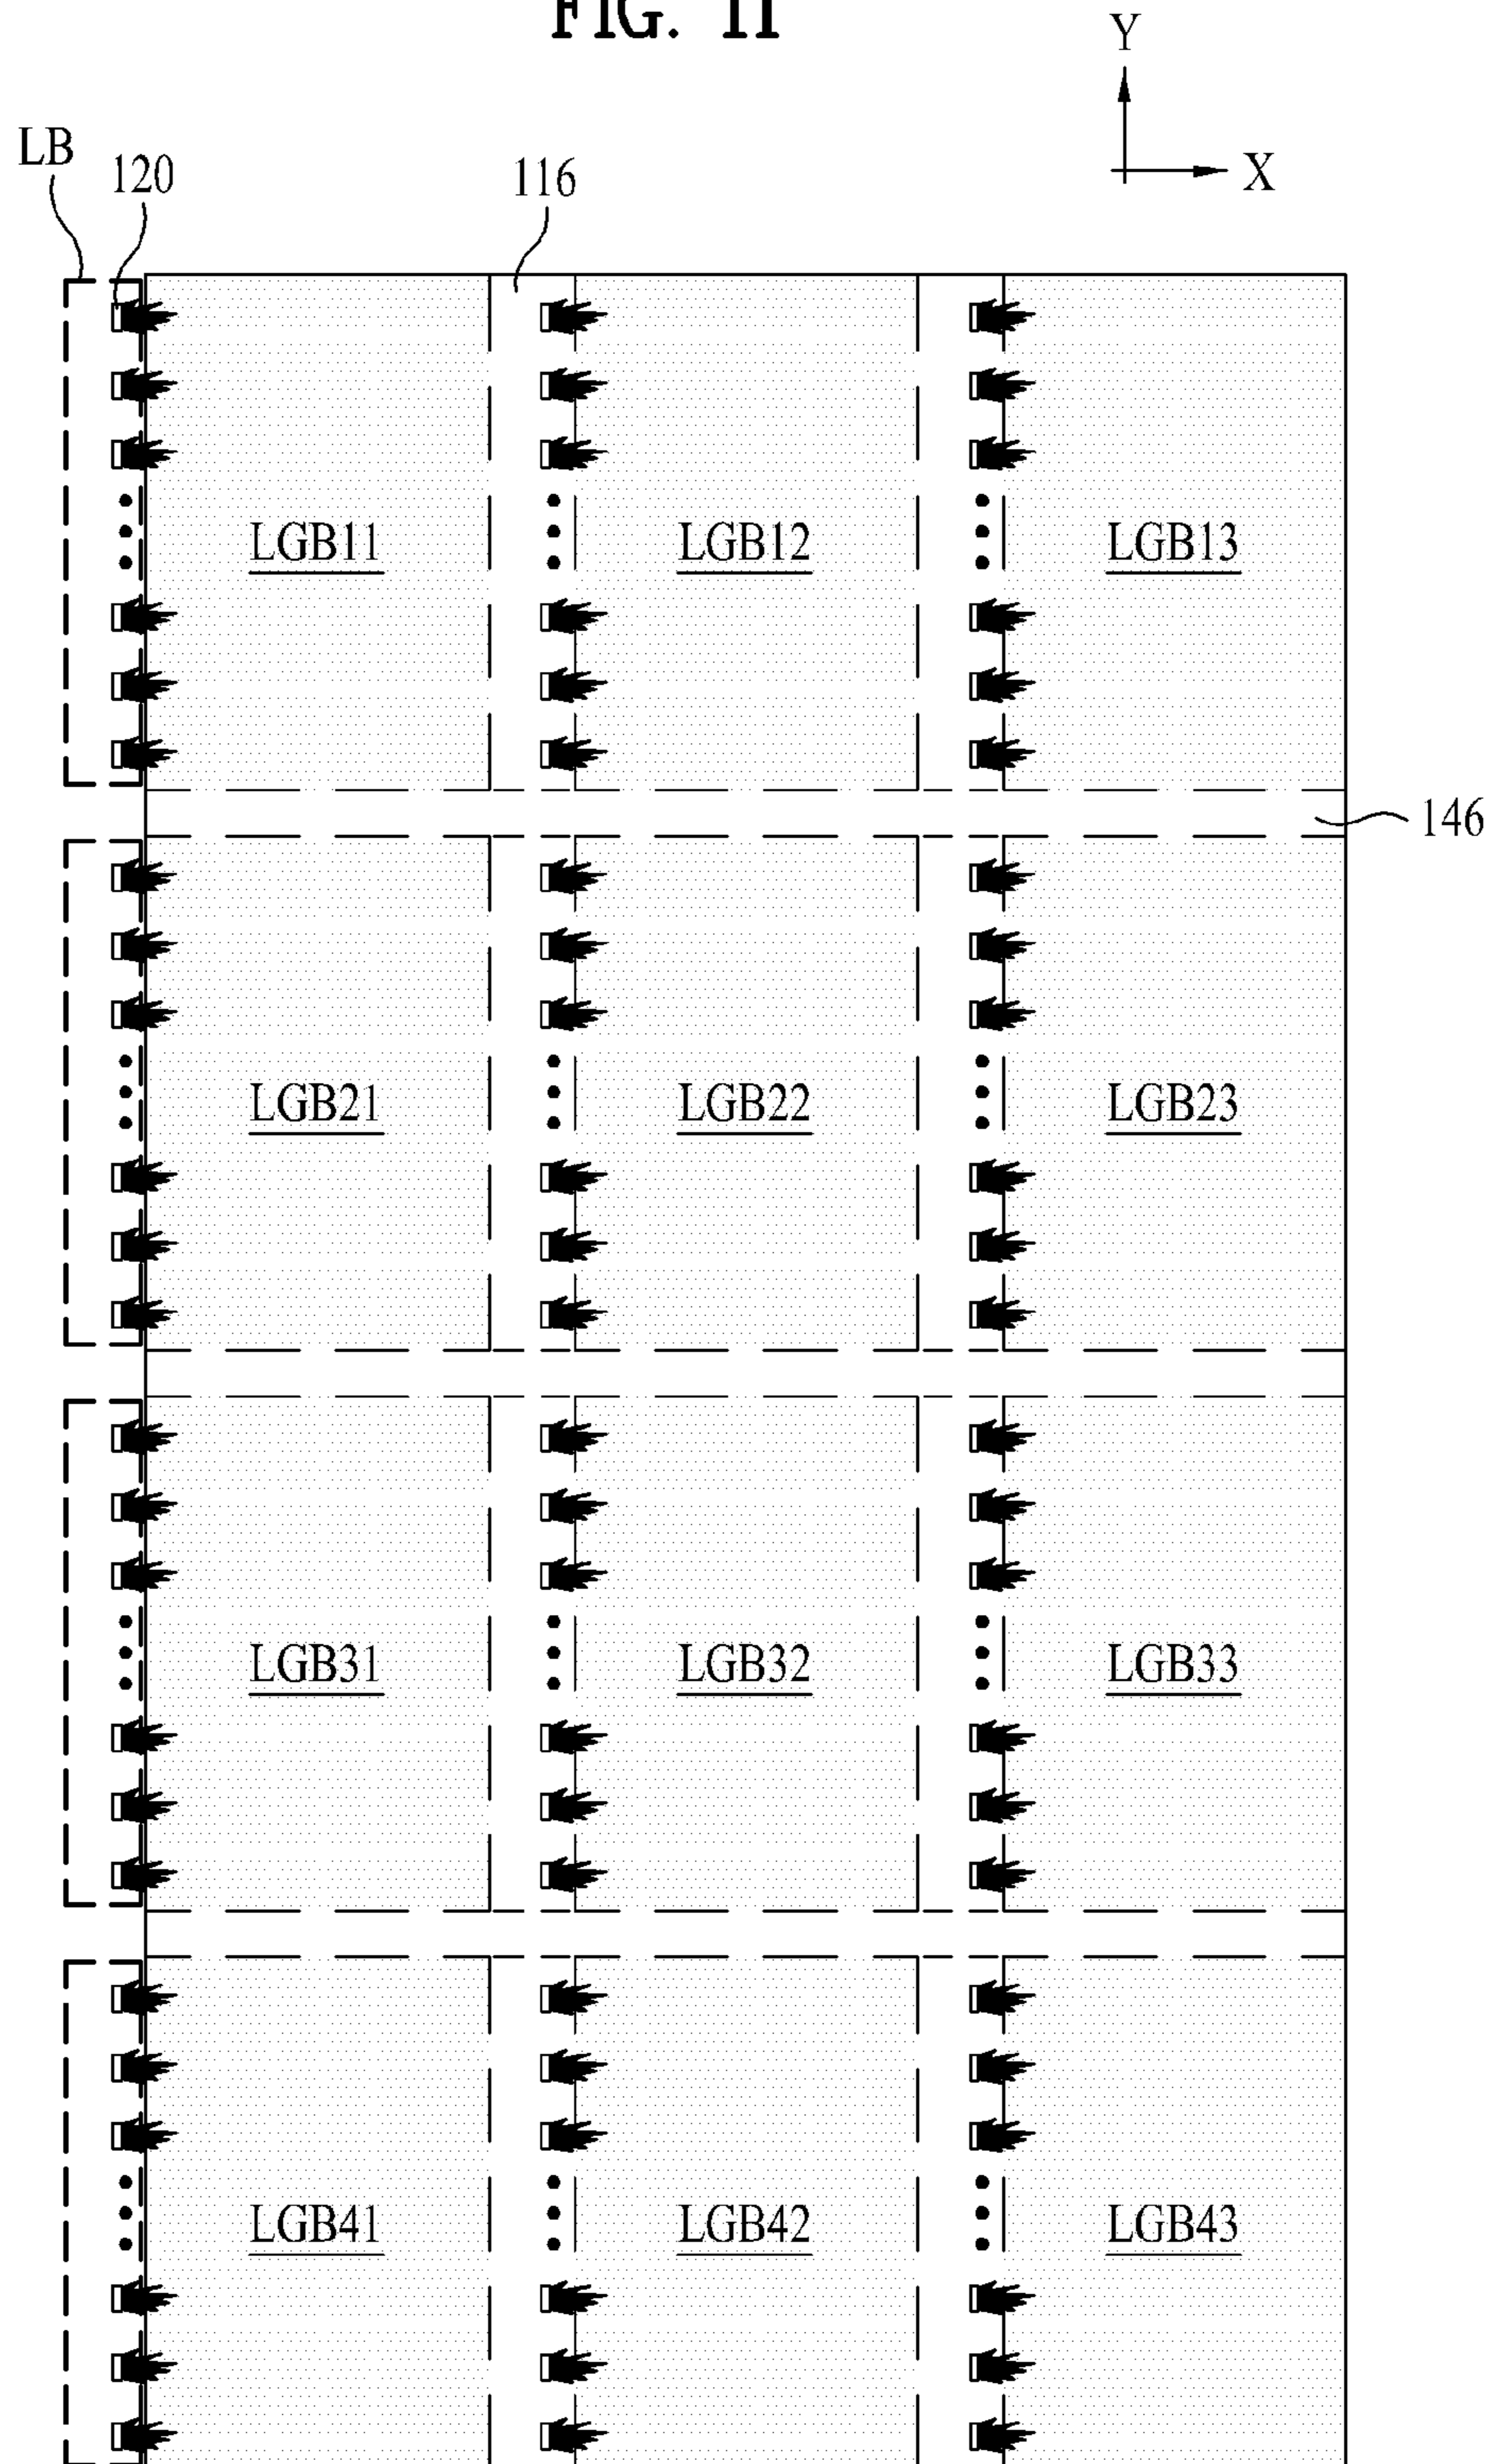 FIG. 11
Y
X
LB
120
116
LGB11 LGB12 LGB13
146
LGB21 LGB22 LGB23
LGB31 LGB32 LGB33
LGB41 LGB42 LGB43